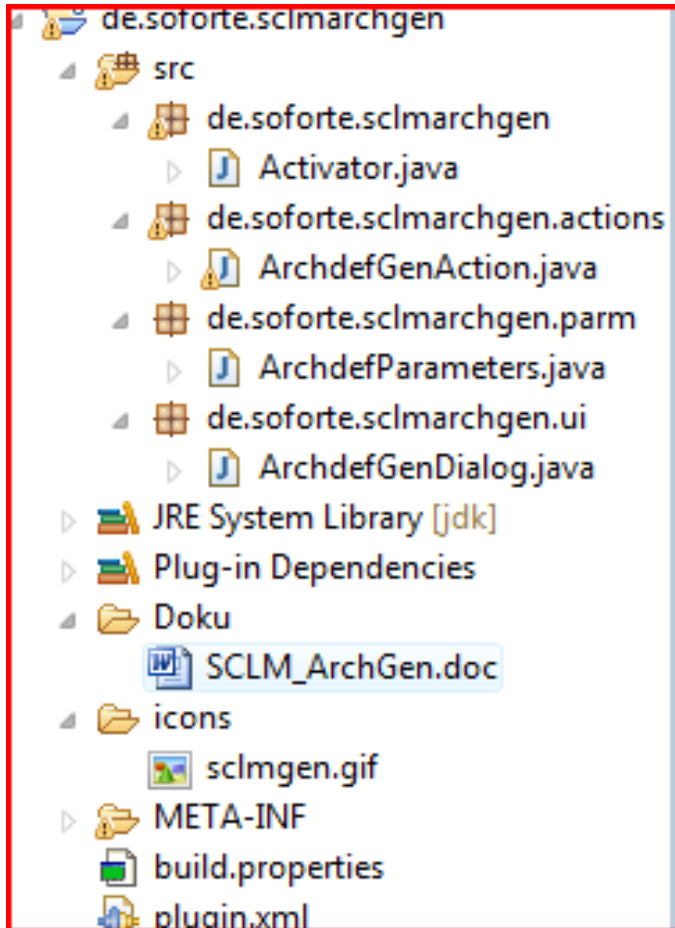 de.soforte.sclmarchgen
src
de.soforte.sclmarchgen
Activator.java
de.soforte.sclmarchgen.actions
ArchdefGenAction.java
de.soforte.sclmarchgen.parm
ArchdefParameters.java
de.soforte.sclmarchgen.ui
ArchdefGenDialog.java
JRE System Library [jdk]
Plug-in Dependencies
Doku
SCLM_ArchGen.doc
icons
sclmgen.gif
META-INF
build.properties
plugin.xml